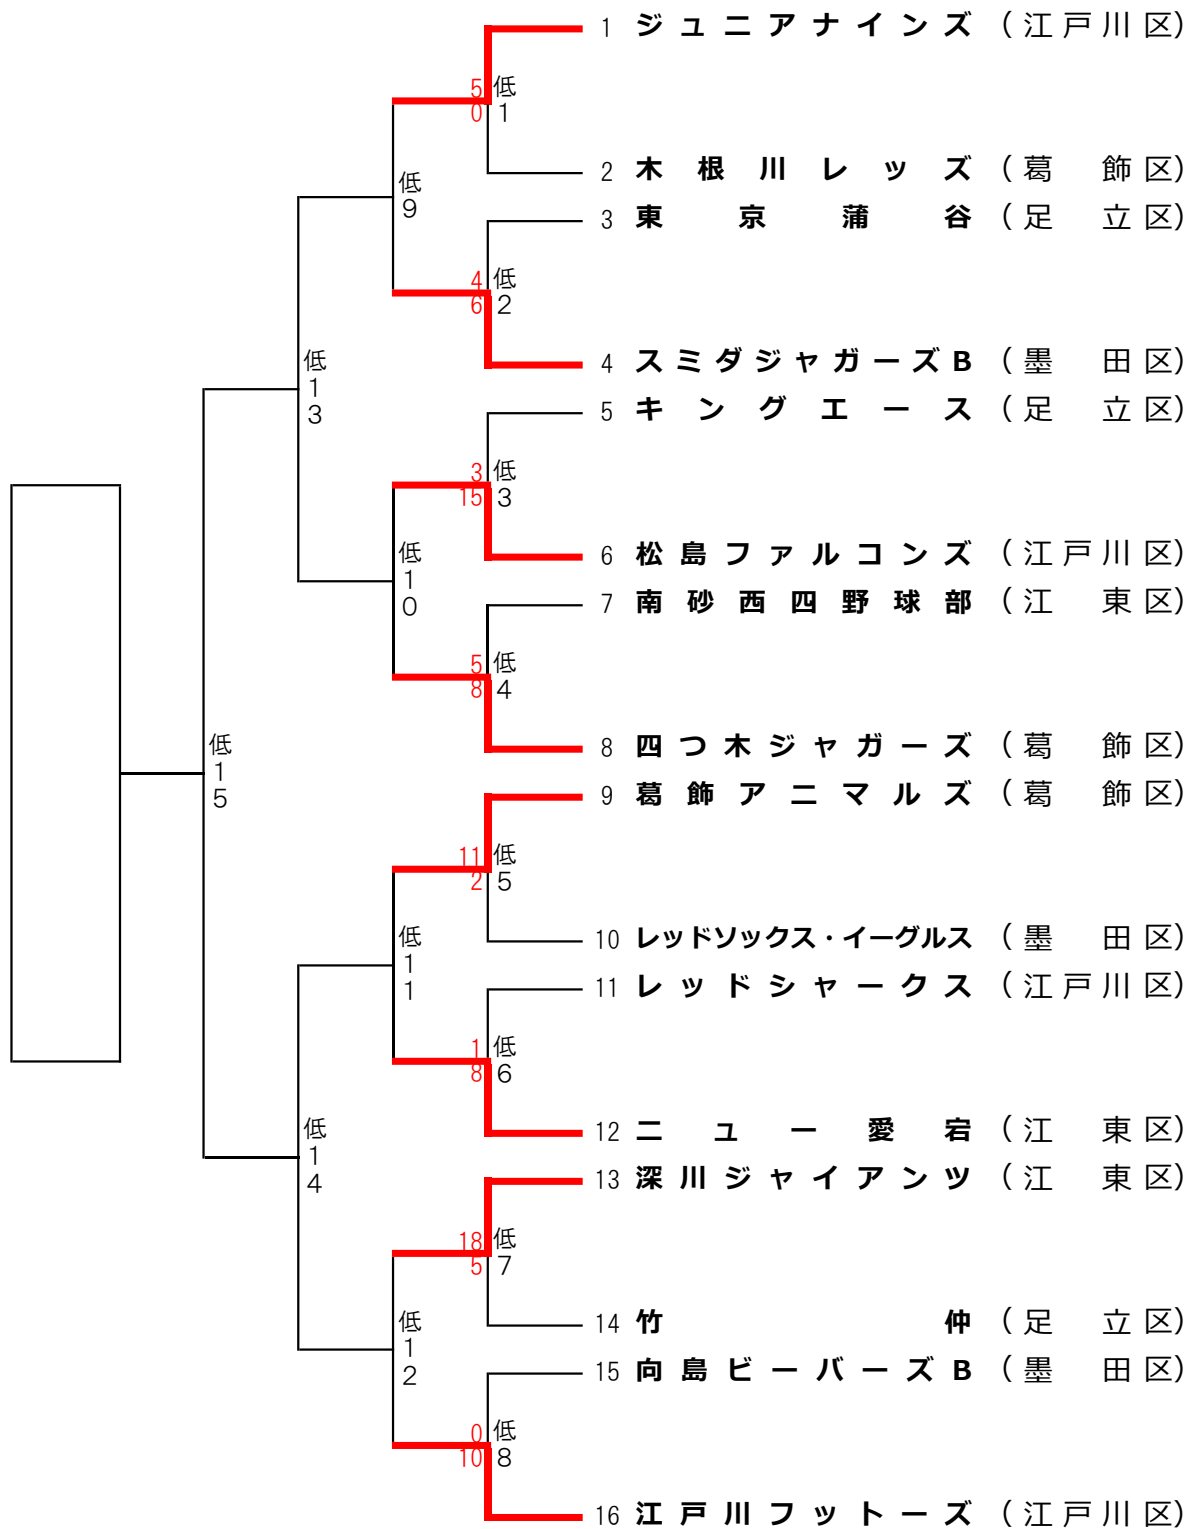 1 ジュニアナインズ (江戸川区)
5 低
0 1
2 木根川レッズ (葛飾区)
低
9
3 東京蒲谷 (足立区)
4 低
6 2
4 スミダジャガーズB (墨田区)
低
1
3
5 キングエース (足立区)
3 低
15 3
6 松島ファルコンズ (江戸川区)
低
1
0
7 南砂西四野球部 (江東区)
5 低
8 4
8 四つ木ジャガーズ (葛飾区)
低
1
5
9 葛飾アニマルズ (葛飾区)
11 低
2 5
10 レッドソックス・イーグルス (墨田区)
低
1
1
11 レッドシャークス (江戸川区)
1 低
8 6
12 ニュー愛宕 (江東区)
低
1
4
13 深川ジャイアンツ (江東区)
18 低
5 7
14 竹仲 (足立区)
低
1
2
15 向島ビーバーズB (墨田区)
0 低
10 8
16 江戸川フットーズ (江戸川区)